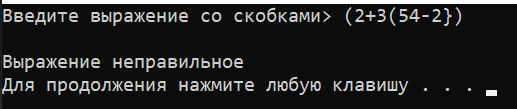 Введите выражение со скобками> (2+3(54-2})
Выражение неправильное
Для продолжения нажмите любую клавишу . . .